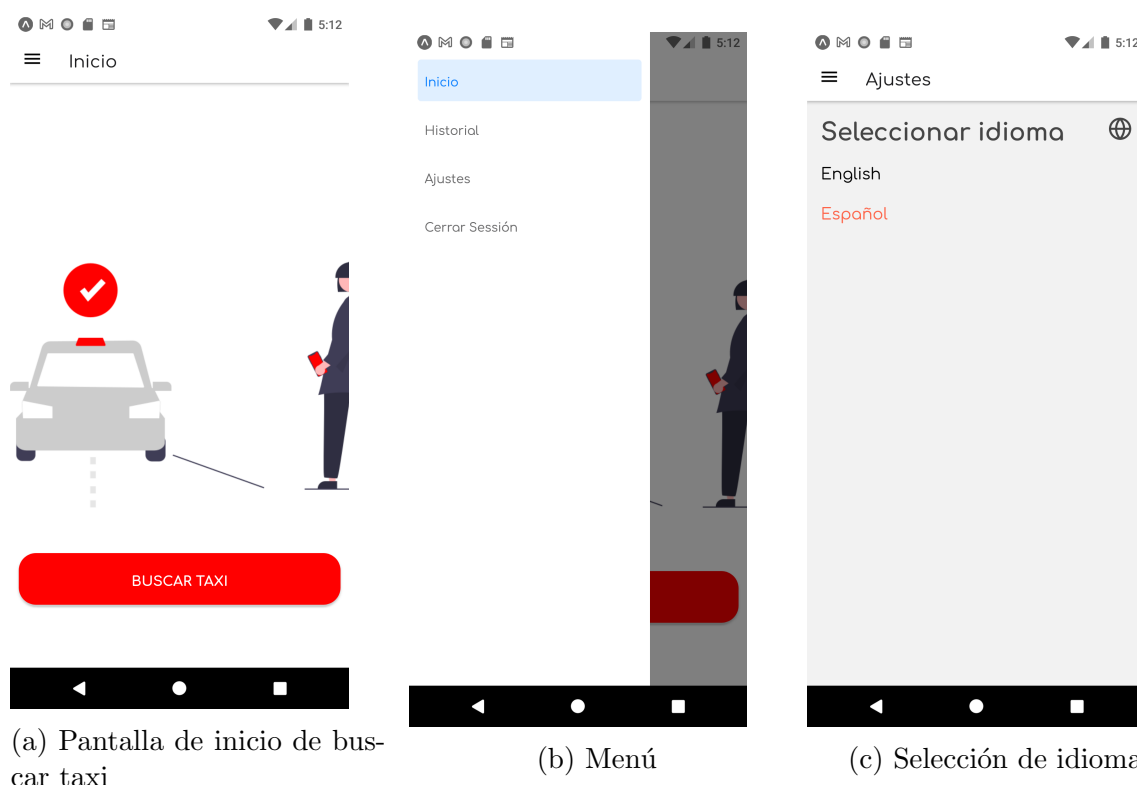 5:12
Inicio
BUSCAR TAXI
(a) Pantalla de inicio de bus-
car taxi
5:12
Inicio
Historial
Ajustes
Cerrar Sessión
(b) Menú
5:12
Ajustes
Seleccionar idioma
English
Español
(c) Selección de idioma